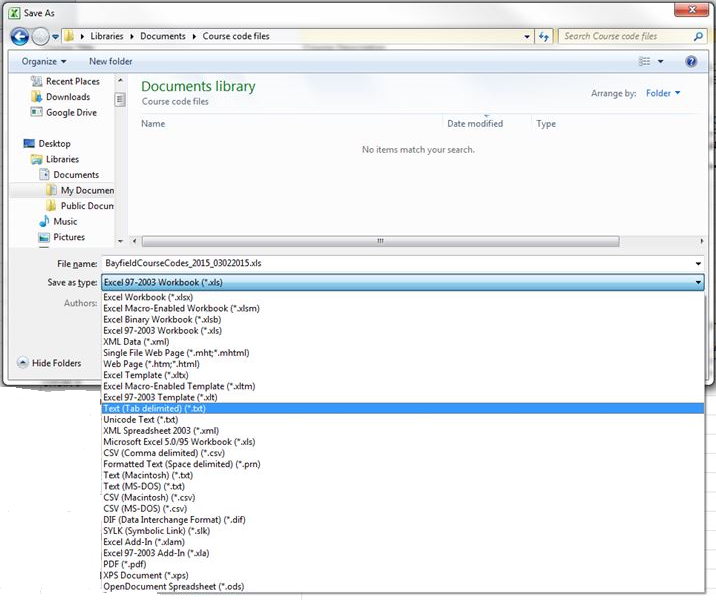 Save As
Libraries Documents Course code files
Search Course code files
Organize New folder
Recent Places
Downloads
Google Drive
Desktop
Libraries
Documents
My Documen
Public Docum
Music
Pictures
Documents library
Course code files
Arrange by: Folder
Name Date modified Type
No items match your search.
File name: BayfieldCourseCodes_2015_03022015.xls
Save as type: Excel 97-2003 Workbook (*.xls)
Authors:
Hide Folders
Excel Workbook (*.xlsx)
Excel Macro-Enabled Workbook (*.xlsm)
Excel Binary Workbook (*.xlsb)
Excel 97-2003 Workbook (*.xls)
XML Data (*.xml)
Single File Web Page (*.mht;*.mhtml)
Web Page (*.htm;*.html)
Excel Template (*.xltx)
Excel Macro-Enabled Template (*.xltm)
Excel 97-2003 Template (*.xlt)
Text (Tab delimited) (*.txt)
Unicode Text (*.txt)
XML Spreadsheet 2003 (*.xml)
Microsoft Excel 5.0/95 Workbook (*.xls)
CSV (Comma delimited) (*.csv)
Formatted Text (Space delimited) (*.prn)
Text (Macintosh) (*.txt)
Text (MS-DOS) (*.txt)
CSV (Macintosh) (*.csv)
CSV (MS-DOS) (*.csv)
DIF (Data Interchange Format) (*.dif)
SYLK (Symbolic Link) (*.slk)
Excel Add-In (*.xlam)
Excel 97-2003 Add-In (*.xla)
PDF (*.pdf)
XPS Document (*.xps)
OpenDocument Spreadsheet (*.ods)